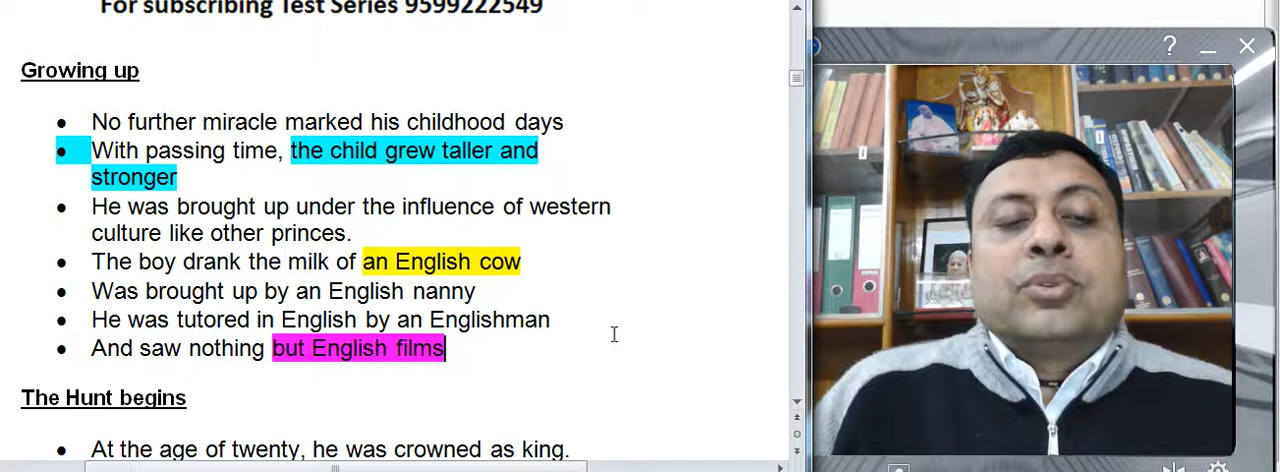 For subscribing Test Series 9599222549
Growing up
• No further miracle marked his childhood days
• With passing time, the child grew taller and
stronger
• He was brought up under the influence of western
culture like other princes.
• The boy drank the milk of an English cow
• Was brought up by an English nanny
• He was tutored in English by an Englishman
• And saw nothing but English films
The Hunt begins
• At the age of twenty, he was crowned as king.